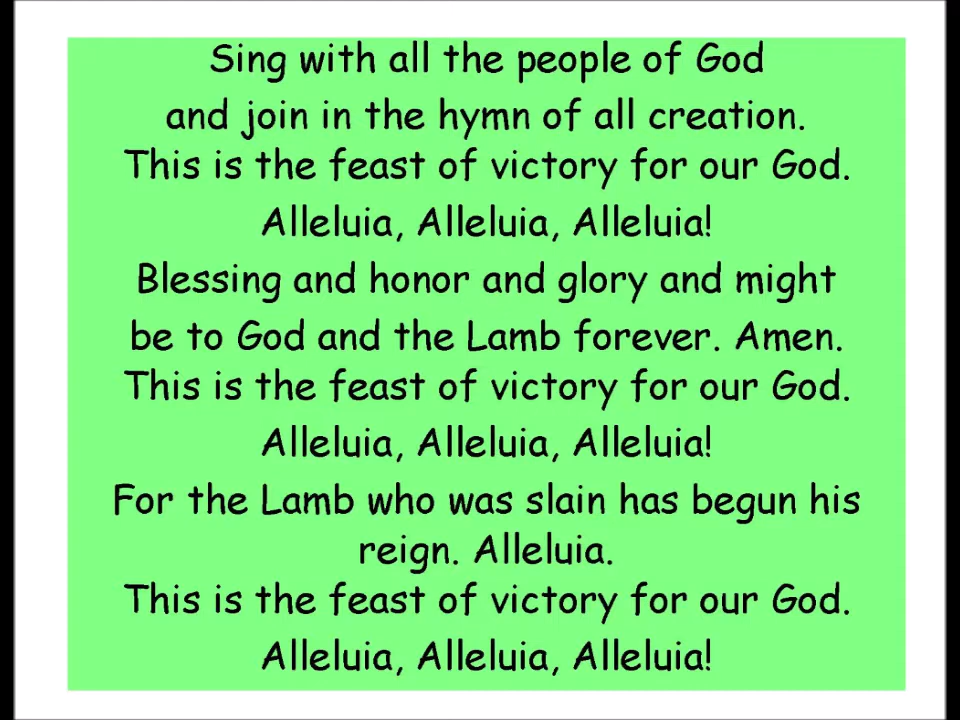 Sing with all the people of God
and join in the hymn of all creation.
This is the feast of victory for our God.
Alleluia, Alleluia, Alleluia!
Blessing and honor and glory and might
be to God and the Lamb forever. Amen.
This is the feast of victory for our God.
Alleluia, Alleluia, Alleluia!
For the Lamb who was slain has begun his
reign. Alleluia.
This is the feast of victory for our God.
Alleluia, Alleluia, Alleluia!